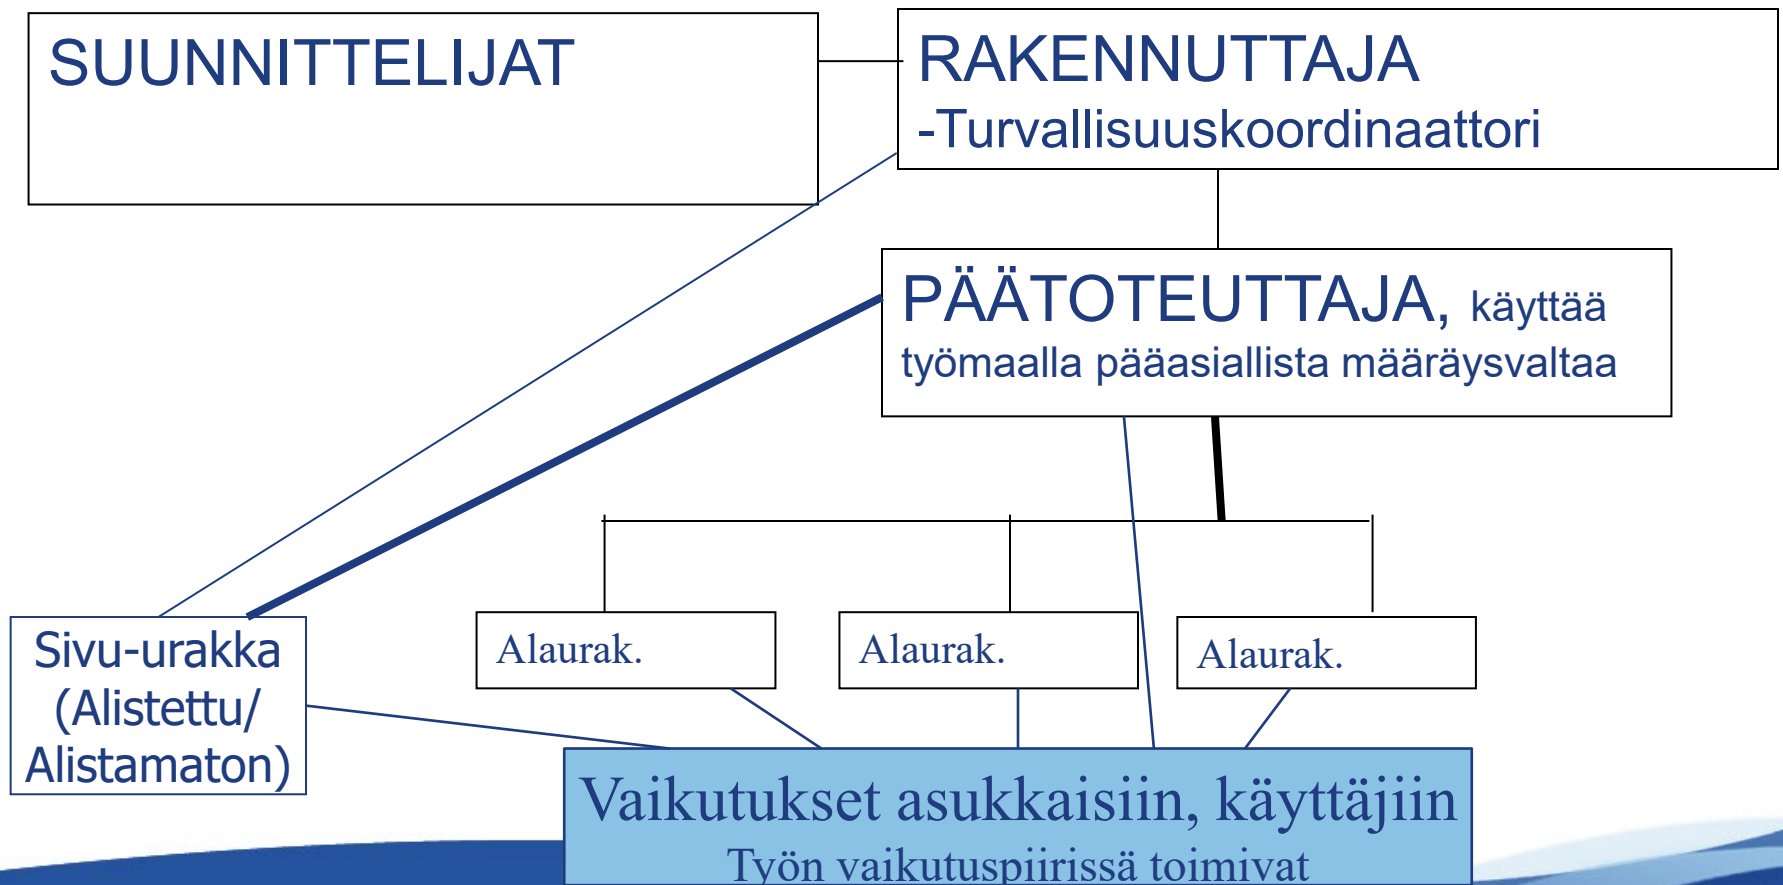 SUUNNITTELIJAT
RAKENNUTTAJA
-Turvallisuuskoordinaattori
PÄÄTOTEUTTAJA, käyttää
työmaalla pääasiallista määräysvaltaa
Sivu-urakka
(Alistettu/
Alistamaton)
Alaurak.
Alaurak.
Alaurak.
Vaikutukset asukkaisiin, käyttäjiin
Työn vaikutuspiirissä toimivat